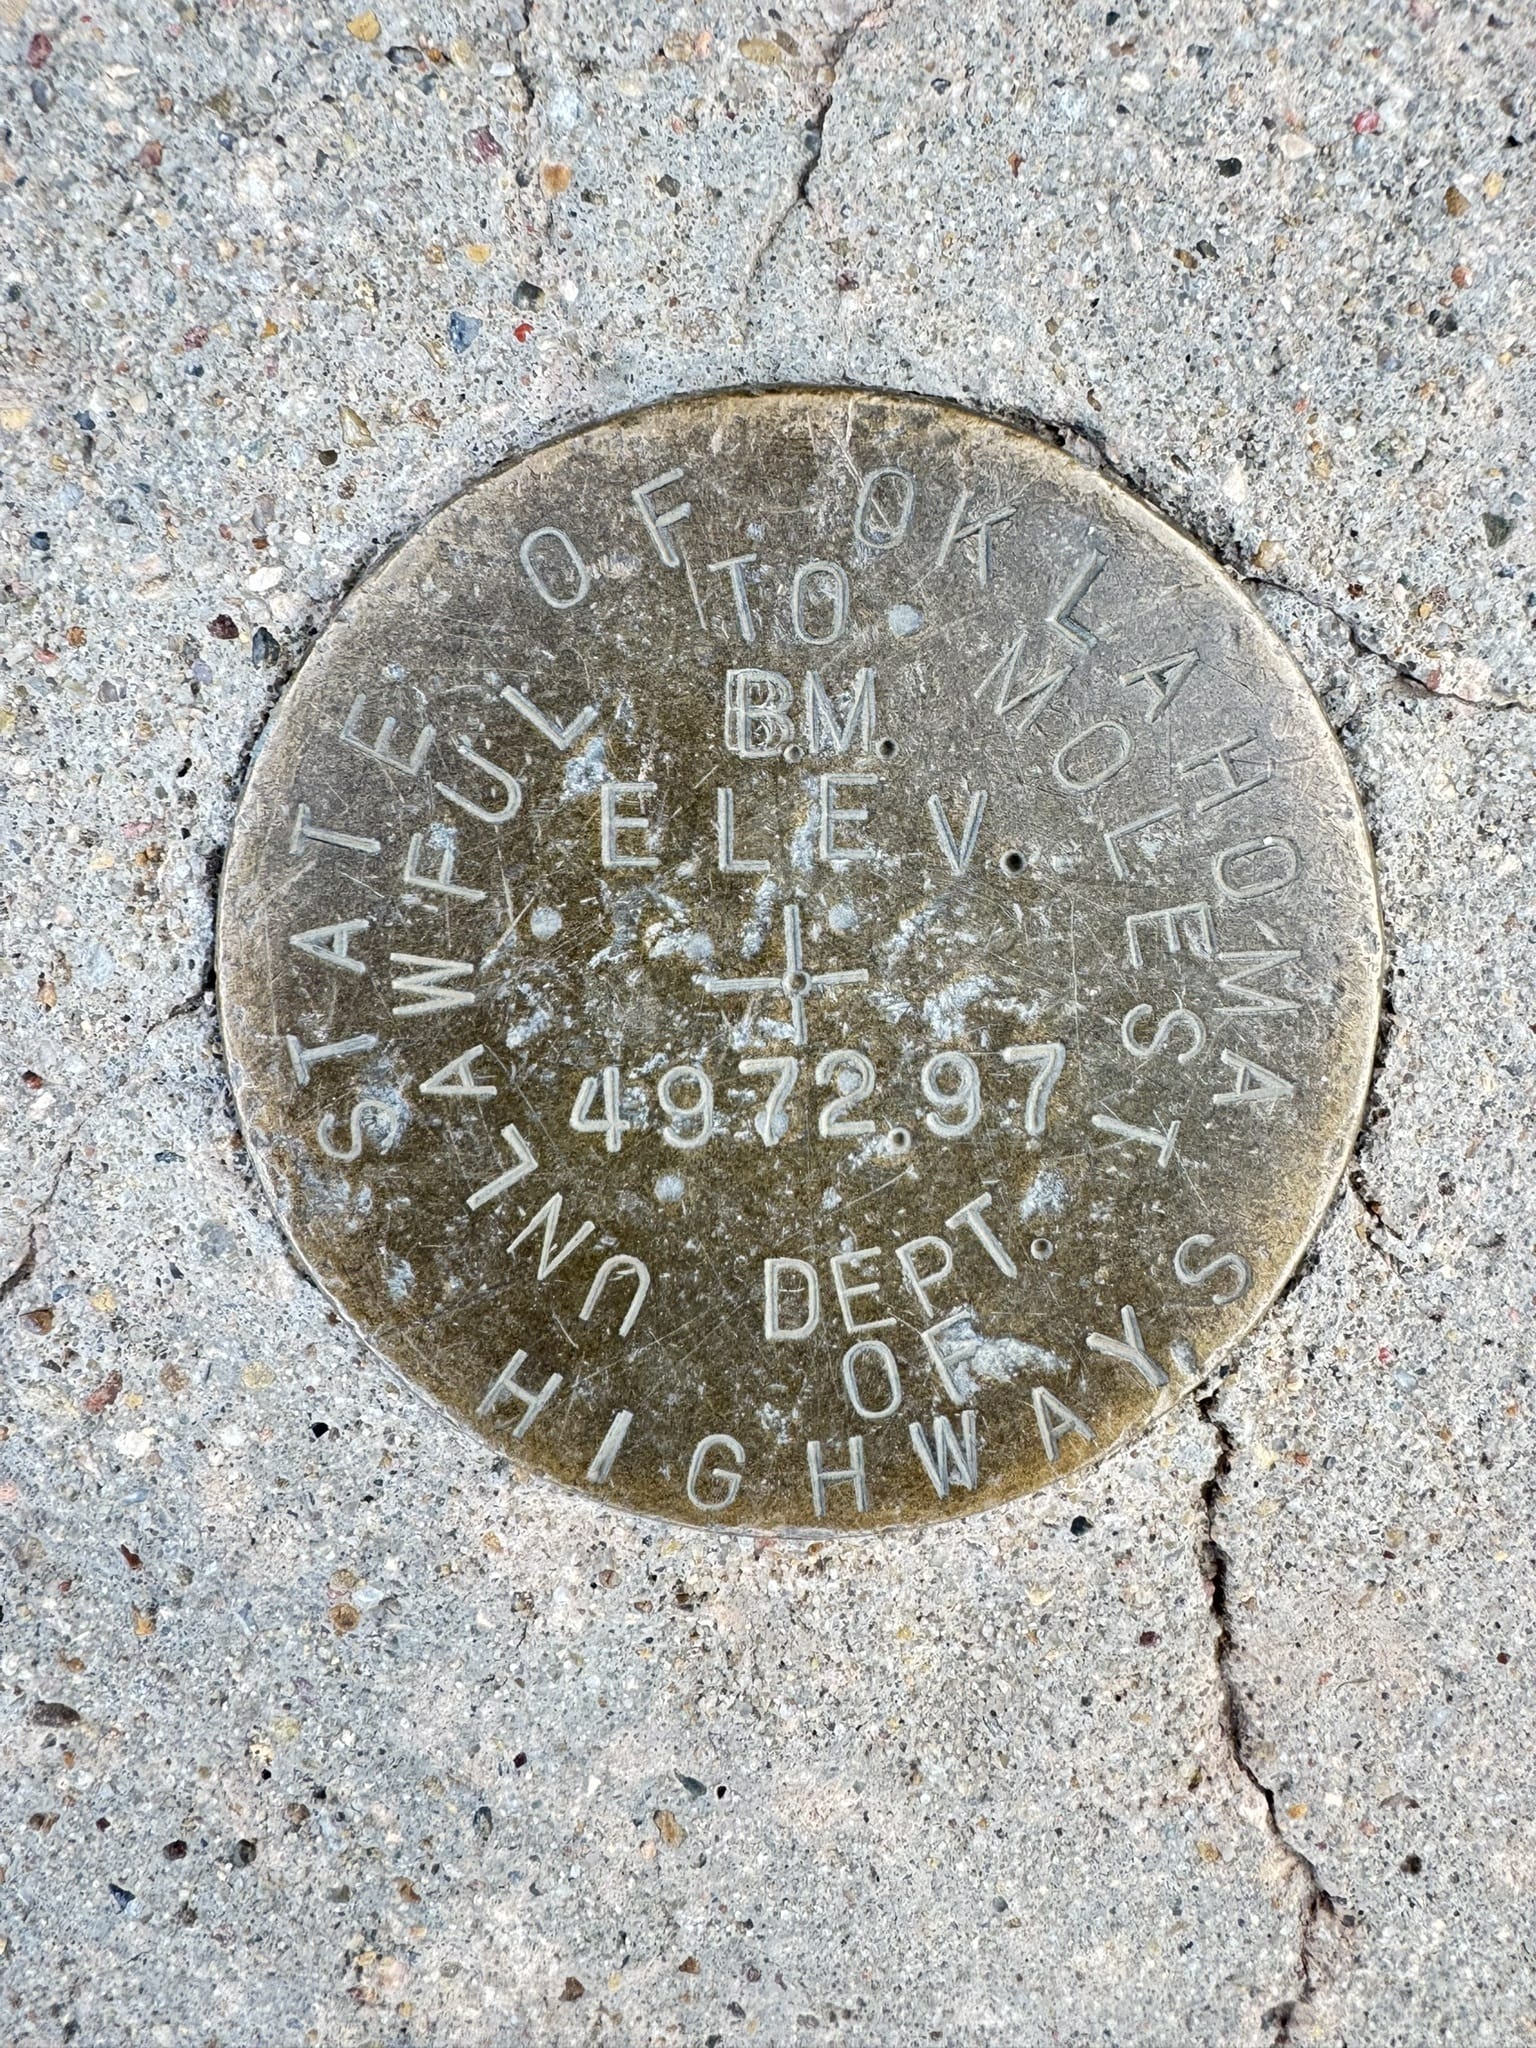 STATE OF OKLAHOMA
UNLAWFUL TO MOLEST
B.M.
ELEV.
4972.97
DEPT.
OF
HIGHWAYS